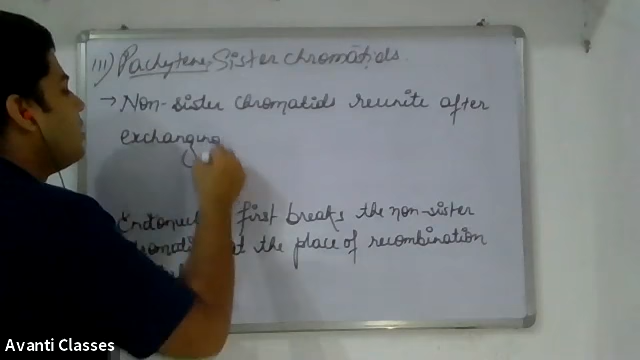 III) Pachytene - Sister chromatids.
→ Non-sister chromatids reunite after
exchanging
first breaks the non-sister
at the place of recombination
Avanti Classes